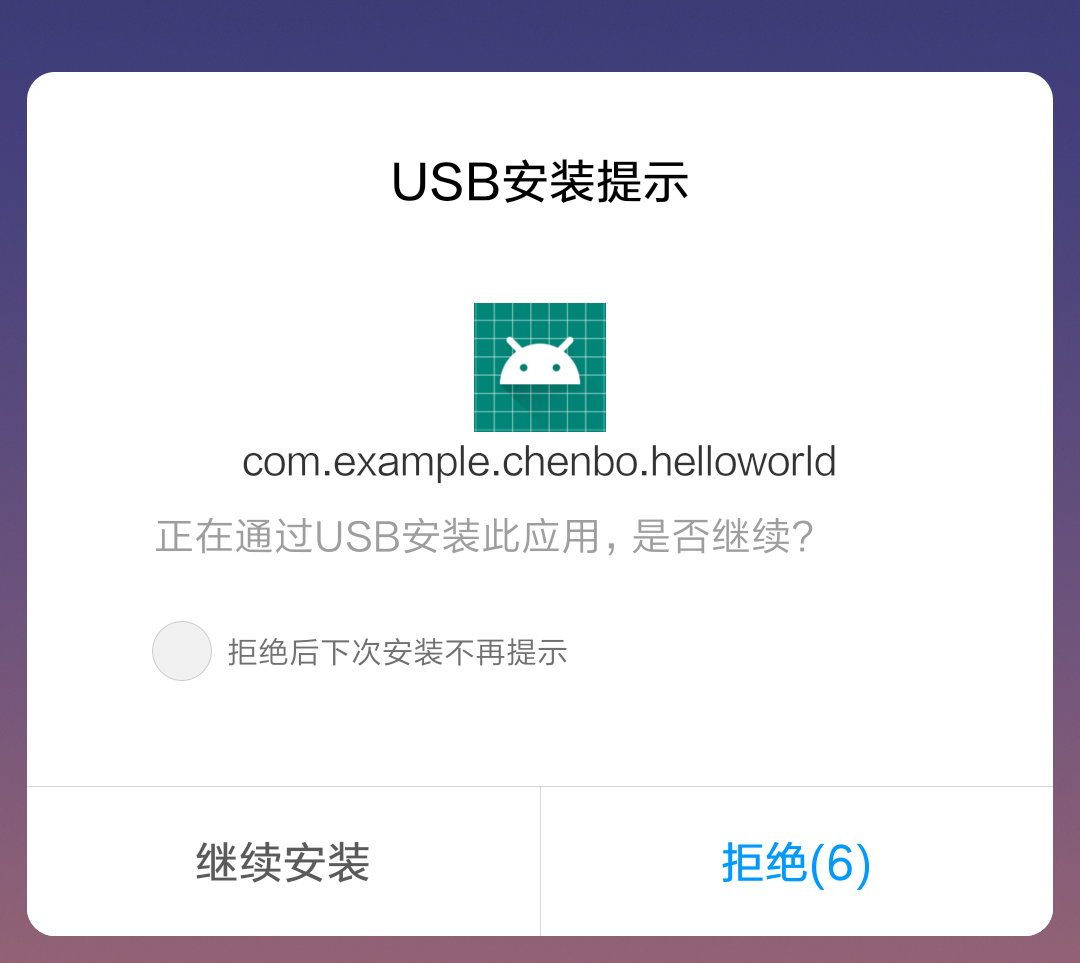 USB安装提示
com.example.chenbo.helloworld
正在通过USB安装此应用，是否继续？
拒绝后下次安装不再提示
继续安装
拒绝(6)